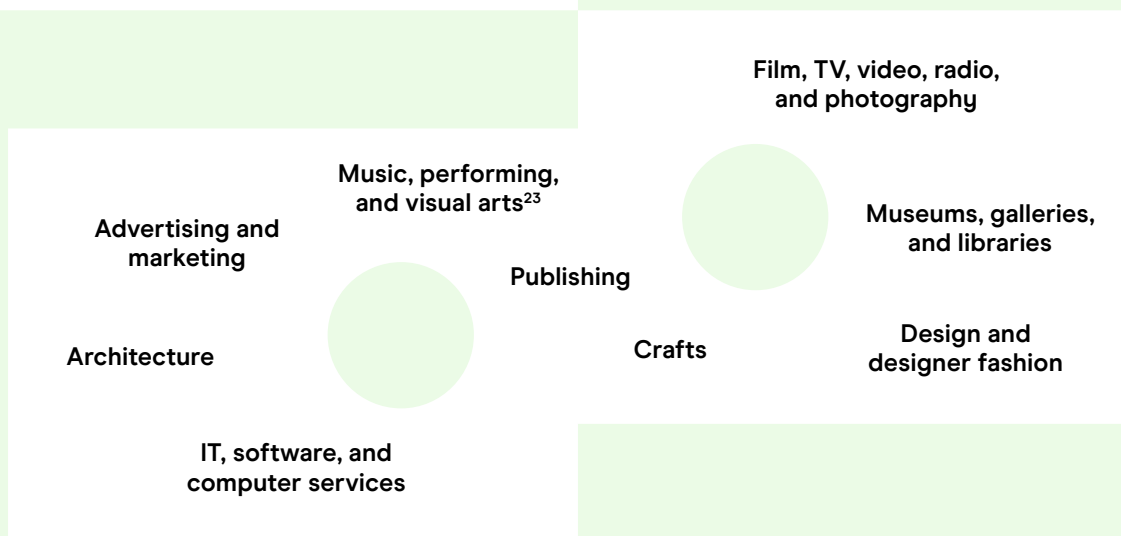 Film, TV, video, radio,
and photography
Music, performing,
and visual arts²³
Advertising and
marketing
Museums, galleries,
and libraries
Publishing
Architecture
Crafts
Design and
designer fashion
IT, software, and
computer services